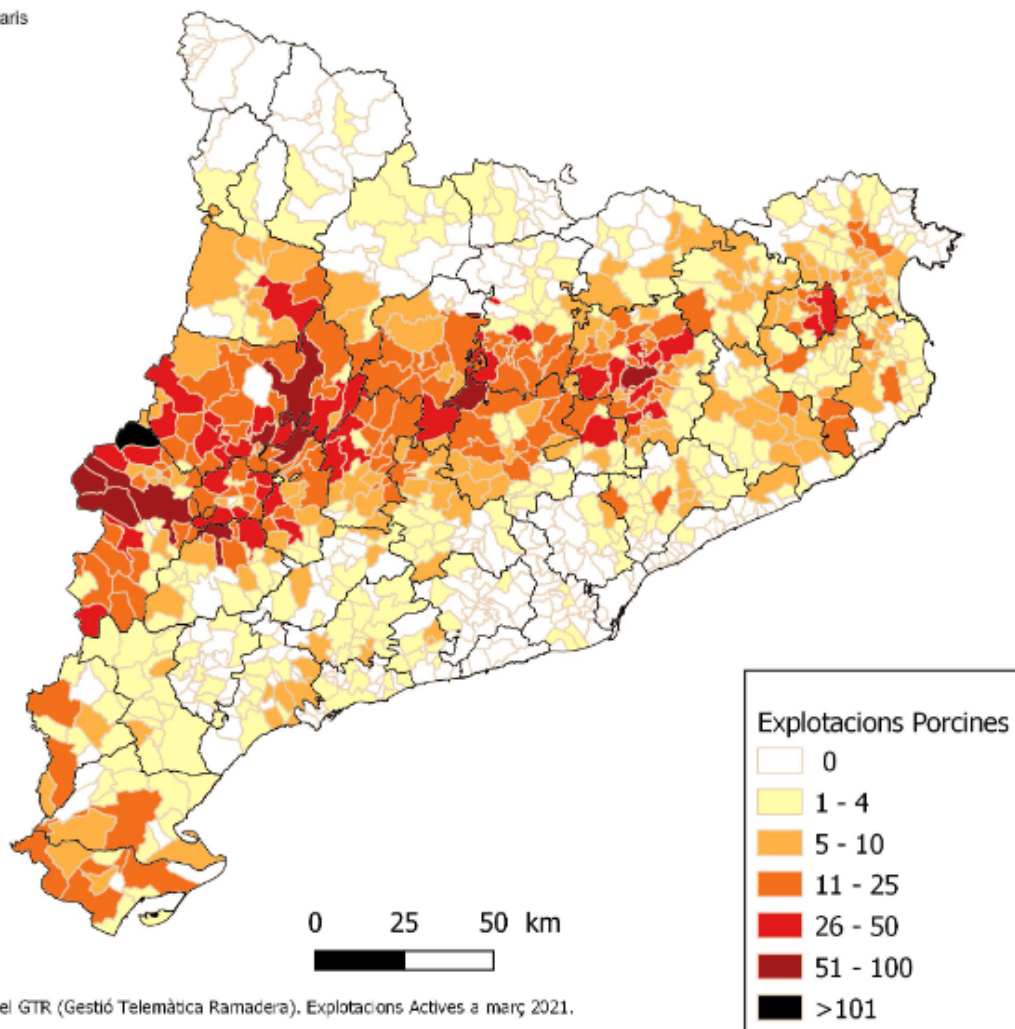 aris
Explotacions Porcines
0
1 - 4
5 - 10
11 - 25
26 - 50
51 - 100
>101
0 25 50 km
el GTR (Gestió Telemàtica Ramadera). Explotacions Actives a març 2021.